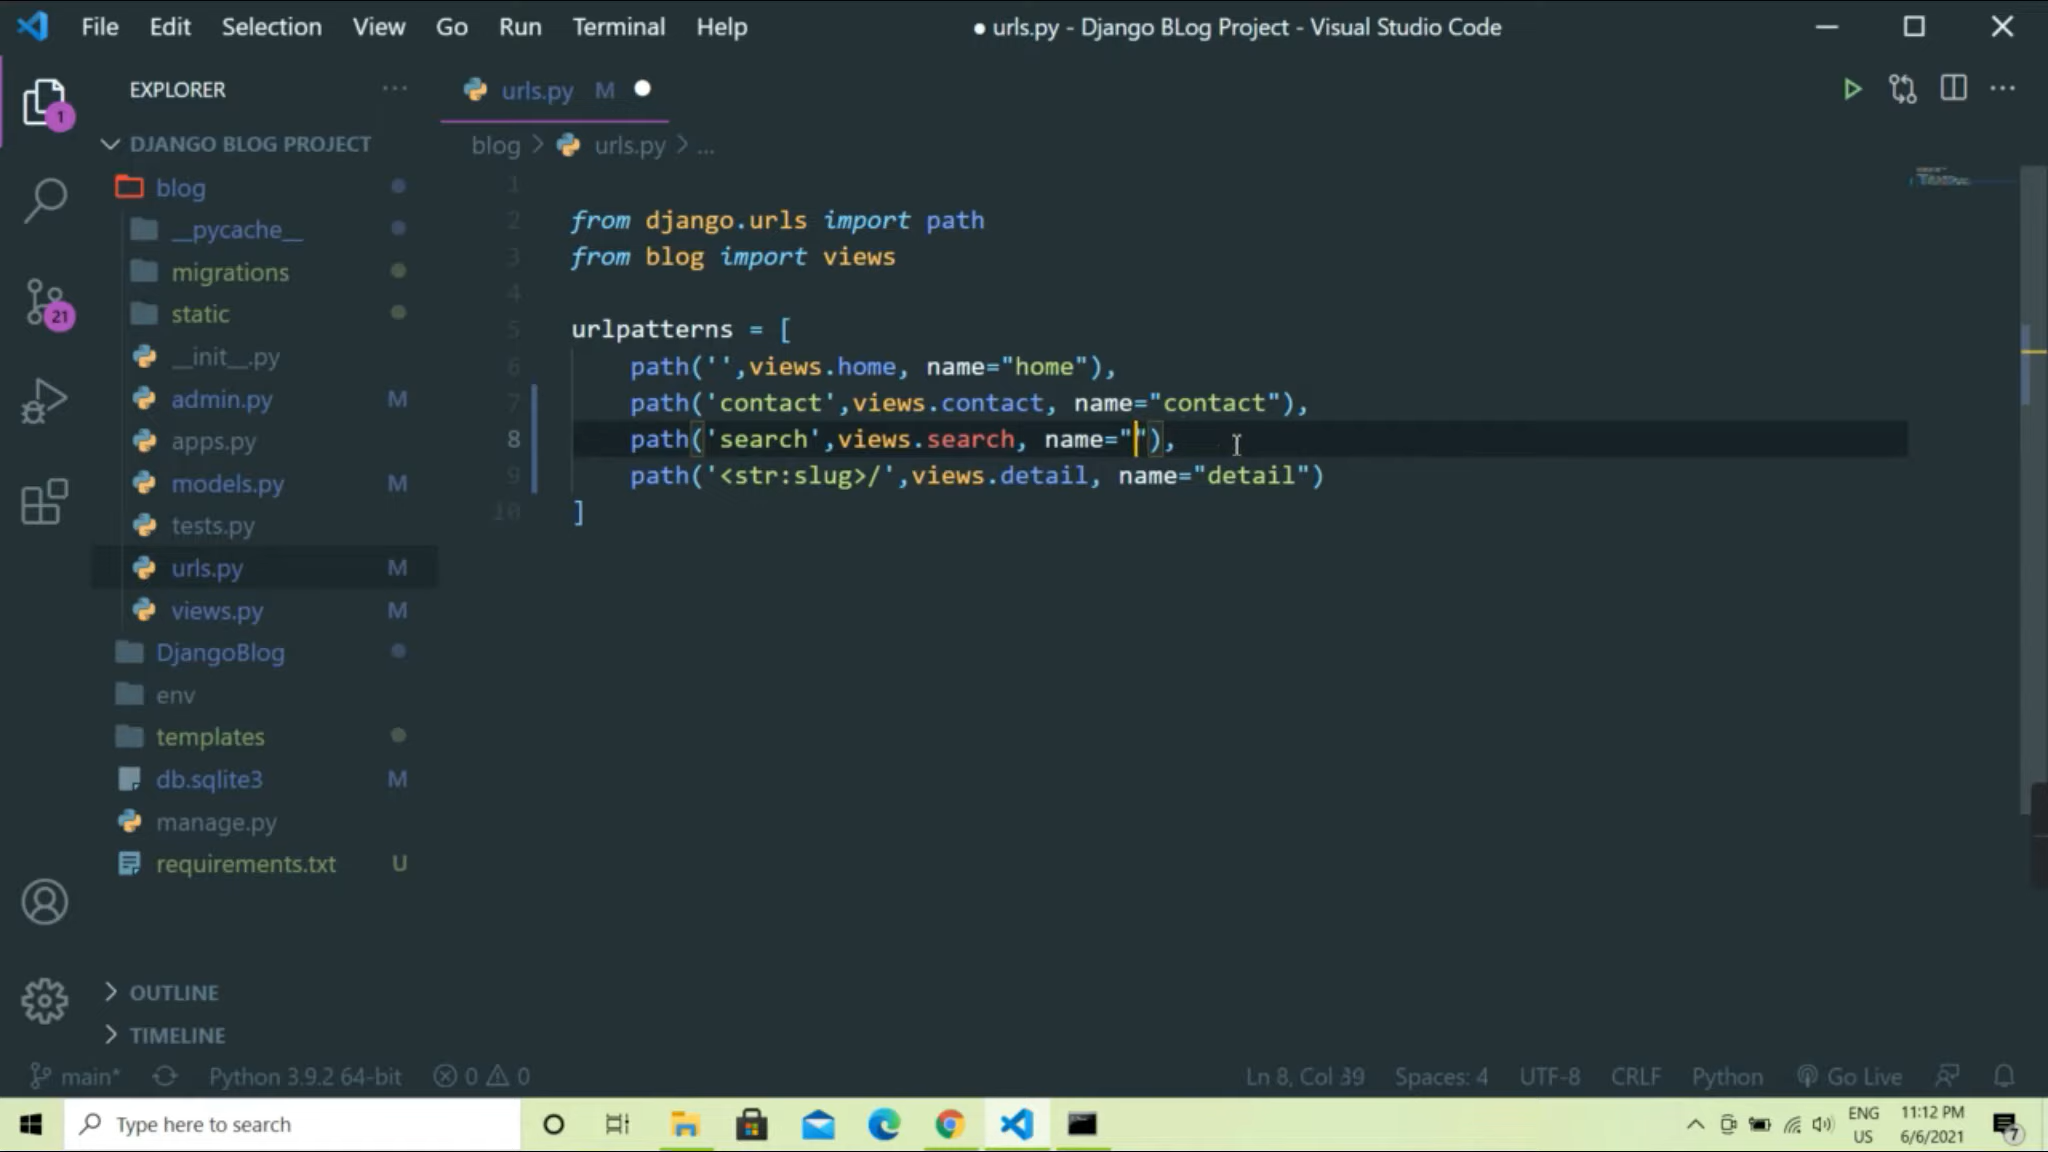 File Edit Selection View Go Run Terminal Help
● urls.py - Django BLog Project - Visual Studio Code
EXPLORER
urls.py M
1
DJANGO BLOG PROJECT
blog > urls.py > ...
blog
__pycache__
migrations
static
21
__init__.py
admin.py M
apps.py
models.py M
tests.py
urls.py M
views.py M
DjangoBlog
env
templates
db.sqlite3 M
manage.py
requirements.txt U
OUTLINE
TIMELINE
1
2 from django.urls import path
3 from blog import views
4
5 urlpatterns = [
6 path('',views.home, name="home"),
7 path('contact',views.contact, name="contact"),
8 path('search',views.search, name=""),
9 path('<str:slug>/',views.detail, name="detail")
10 ]
main* Python 3.9.2 64-bit 0 0 Ln 8, Col 39 Spaces: 4 UTF-8 CRLF Python Go Live
Type here to search
ENG
US
11:12 PM
6/6/2021
7